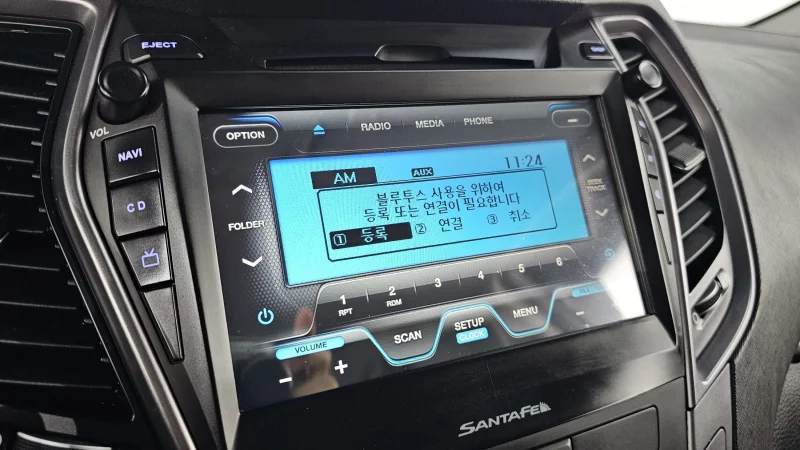 EJECT
VOL
NAVI
CD
OPTION
RADIO
MEDIA
PHONE
AM
AUX
11:24
블루투스 사용을 위하여
등록 또는 연결이 필요합니다
① 등록 ② 연결 ③ 취소
FOLDER
SEEK
TRACK
1 2 3 4 5 6
RPT RDM
SCAN
SETUP
CLOCK
MENU
VOLUME
- +
SANTAFE